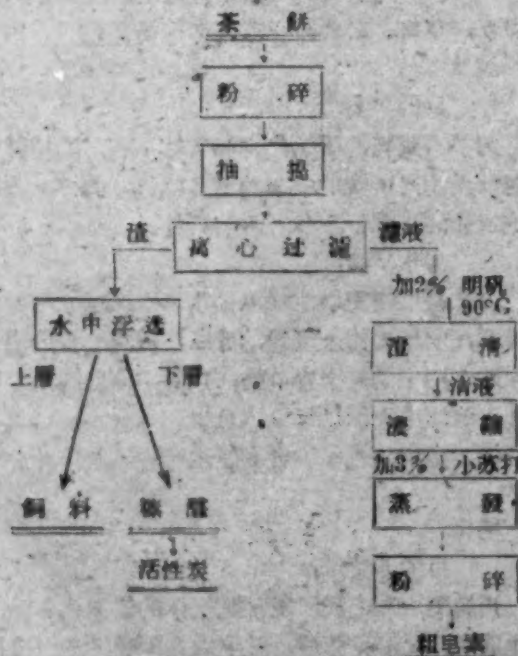 茶 餅
粉 碎
抽 提
渣
离 心 过 濾
濾液
加2% 明矾
90°C
水 中 浮 选
澄 清
上層
下層
↓ 清液
濃 縮
加3% ↓ 小苏打
飼 料
糠 醛
蒸 發
活性炭
粉 碎
粗皂素